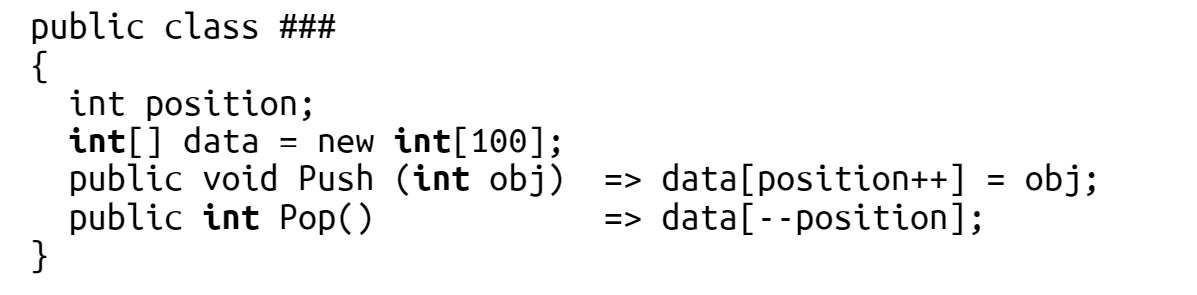 public class ###
{
  int position;
  int[] data = new int[100];
  public void Push (int obj)  => data[position++] = obj;
  public int Pop()            => data[--position];
}